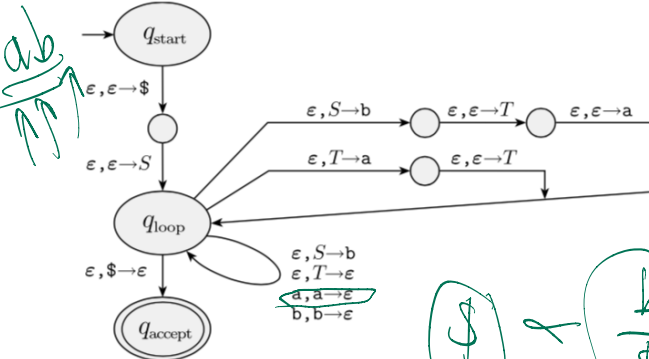 ab
q_start
ε,ε→$
ε,S→b
ε,ε→T
ε,ε→a
ε,ε→S
ε,T→a
ε,ε→T
q_loop
ε,$→ε
ε,S→b
ε,T→ε
a,a→ε
b,b→ε
q_accept
$